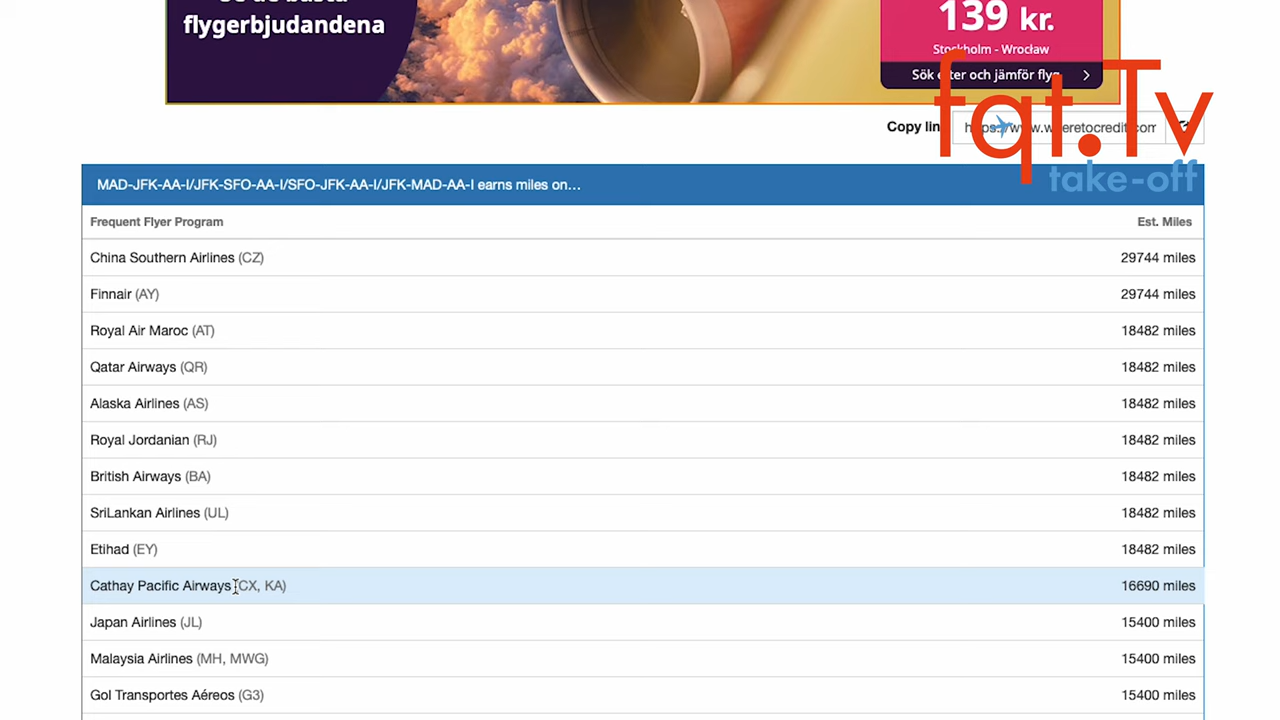 flygerbjudandena
139 kr.
Stockholm - Wrocław
Sök efter och jämför flyg
fqt.Tv
take-off
Copy link
https://www.wheretocredit.com
MAD-JFK-AA-I/JFK-SFO-AA-I/SFO-JFK-AA-I/JFK-MAD-AA-I earns miles on...
Frequent Flyer Program Est. Miles
China Southern Airlines (CZ) 29744 miles
Finnair (AY) 29744 miles
Royal Air Maroc (AT) 18482 miles
Qatar Airways (QR) 18482 miles
Alaska Airlines (AS) 18482 miles
Royal Jordanian (RJ) 18482 miles
British Airways (BA) 18482 miles
SriLankan Airlines (UL) 18482 miles
Etihad (EY) 18482 miles
Cathay Pacific Airways (CX, KA) 16690 miles
Japan Airlines (JL) 15400 miles
Malaysia Airlines (MH, MWG) 15400 miles
Gol Transportes Aéreos (G3) 15400 miles